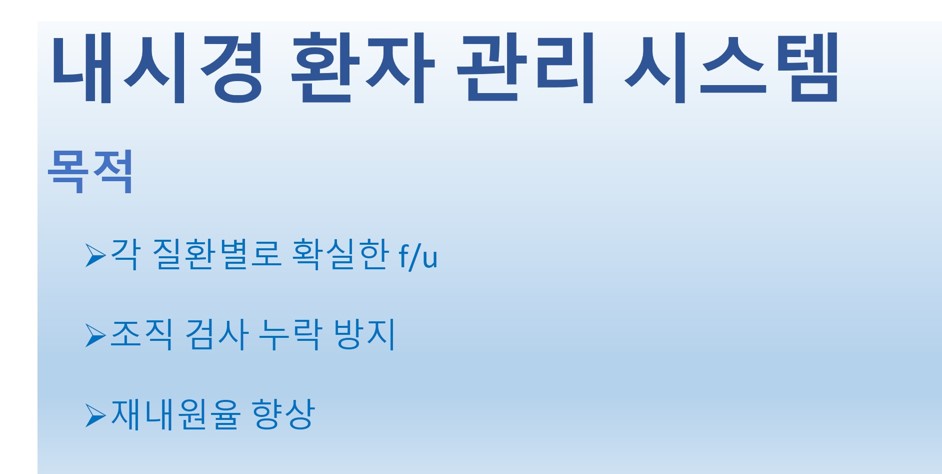 내시경 환자 관리 시스템
목적
➢각 질환별로 확실한 f/u
➢조직 검사 누락 방지
➢재내원율 향상